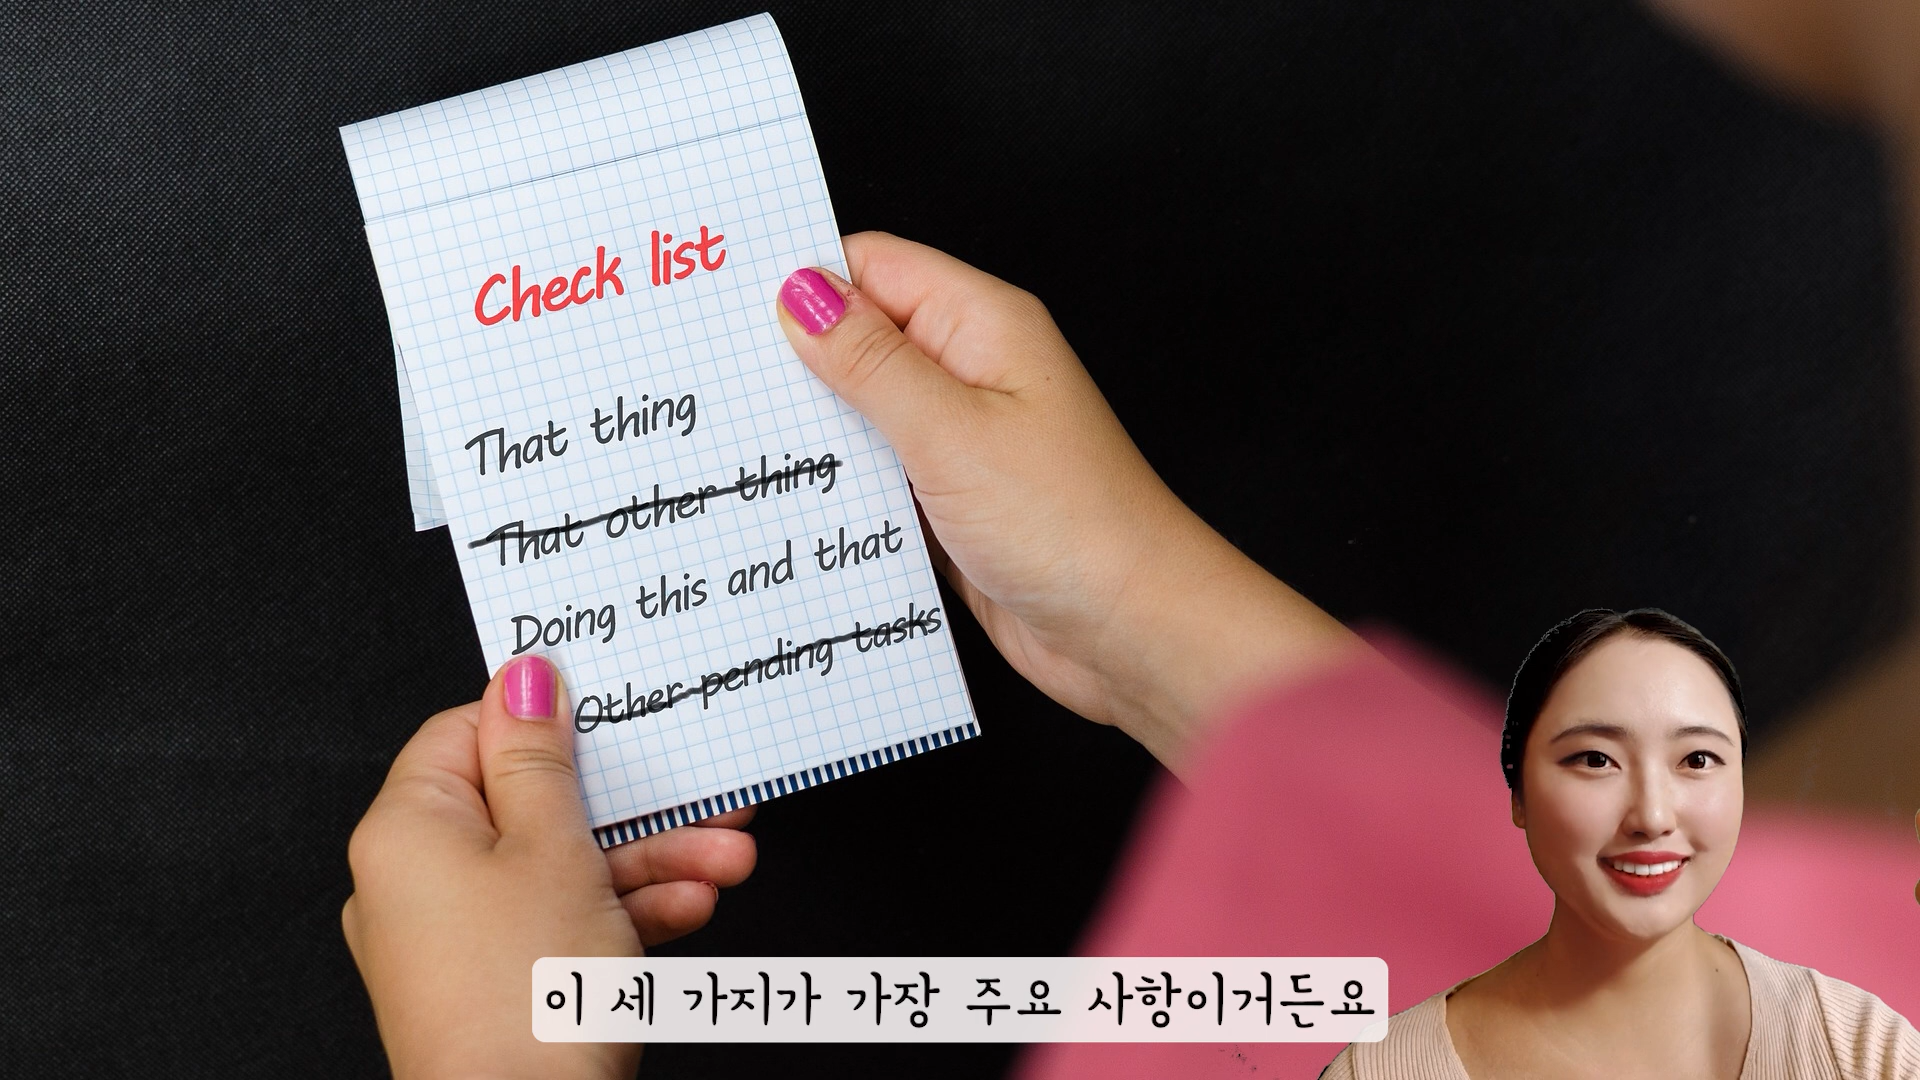 Check list
That thing
That other thing
Doing this and that
Other pending tasks
이 세 가지가 가장 주요 사항이거든요